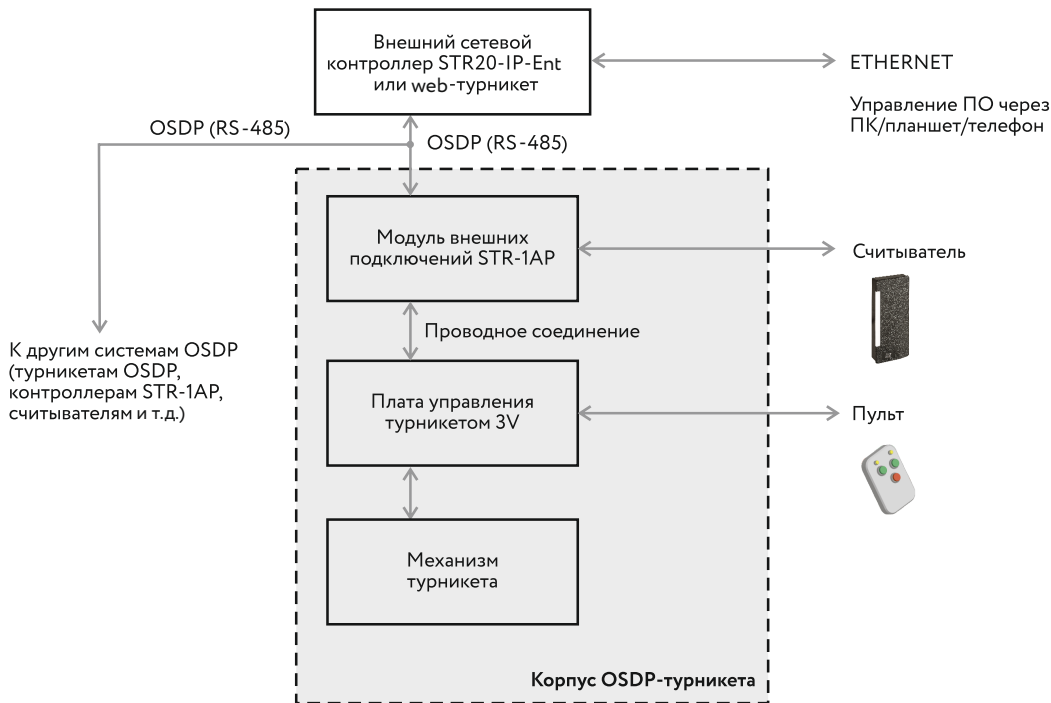 Внешний сетевой
контроллер STR20-IP-Ent
или web-турникет
ETHERNET
Управление ПО через
ПК/планшет/телефон
OSDP (RS-485)
OSDP (RS-485)
Модуль внешних
подключений STR-1AP
Считыватель
Проводное соединение
К другим системам OSDP
(турникетам OSDP,
контроллерам STR-1AP,
считывателям и т.д.)
Плата управления
турникетом 3V
Пульт
Механизм
турникета
Корпус OSDP-турникета